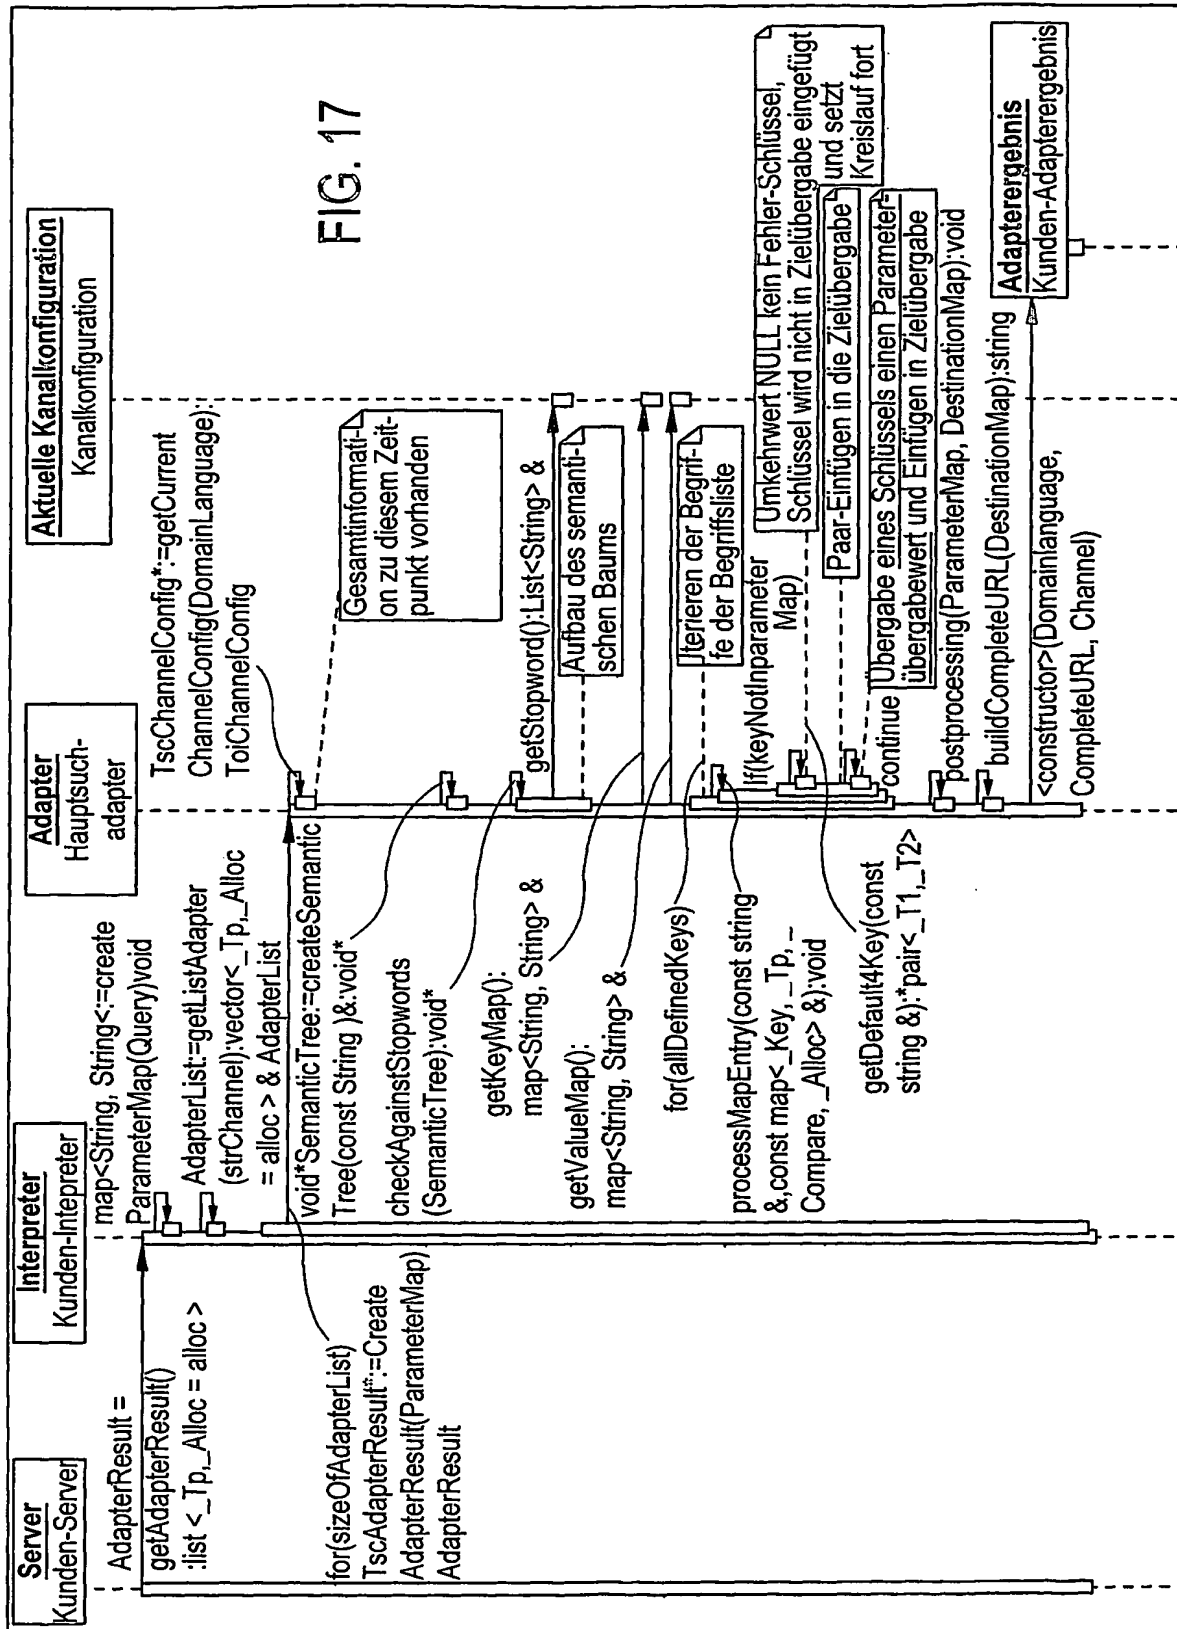 FIG. 17
Server
Kunden-Server
Interpreter
Kunden-Intepreter
Adapter
Hauptsuch-
adapter
Aktuelle Kanalkonfiguration
Kanalkonfiguration
AdapterResult =
getAdapterResult()
:list <_Tp,_Alloc = alloc >
map<String, String<:=create
ParameterMap(Query)void
AdapterList:=getListAdapter
(strChannel):vector<_Tp,_Alloc
= alloc > & AdapterList
for(sizeOfAdapterList)
TscAdapterResult*:=Create
AdapterResult(ParameterMap)
AdapterResult
TscChannelConfig*:=getCurrent
ChannelConfig(DomainLanguage):
ToiChannelConfig
Gesamtinformati-
on zu diesem Zeit-
punkt vorhanden
void*SemanticTree:=createSemantic
Tree(const String )&:void*
checkAgainstStopwords
(SemanticTree):void*
getStopword():List<String> &
Aufbau des semanti-
schen Baums
getKeyMap():
map<String, String> &
getValueMap():
map<String, String> &
Iterieren der Begrif-
fe der Begriffsliste
for(allDefinedKeys)
processMapEntry(const string
&,const map<_Key,_Tp,_
Compare, _Alloc> &):void
If(keyNotInparameter
Map)
Umkehrwert NULL kein Fehler-Schlüssel,
Schlüssel wird nicht in Zielübergabe eingefügt
und setzt
Kreislauf fort
getDefault4Key(const
string &):*pair<_T1,_T2>
Paar-Einfügen in die Zielübergabe
continue
Übergabe eines Schlüssels einen Parameter-
übergabewert und Einfügen in Zielübergabe
postprocessing(ParameterMap, DestinationMap):void
buildCompleteURL(DestinationMap):string
<constructor>(Domainlanguage,
CompleteURL, Channel)
Adapterergebnis
Kunden-Adapterergebnis